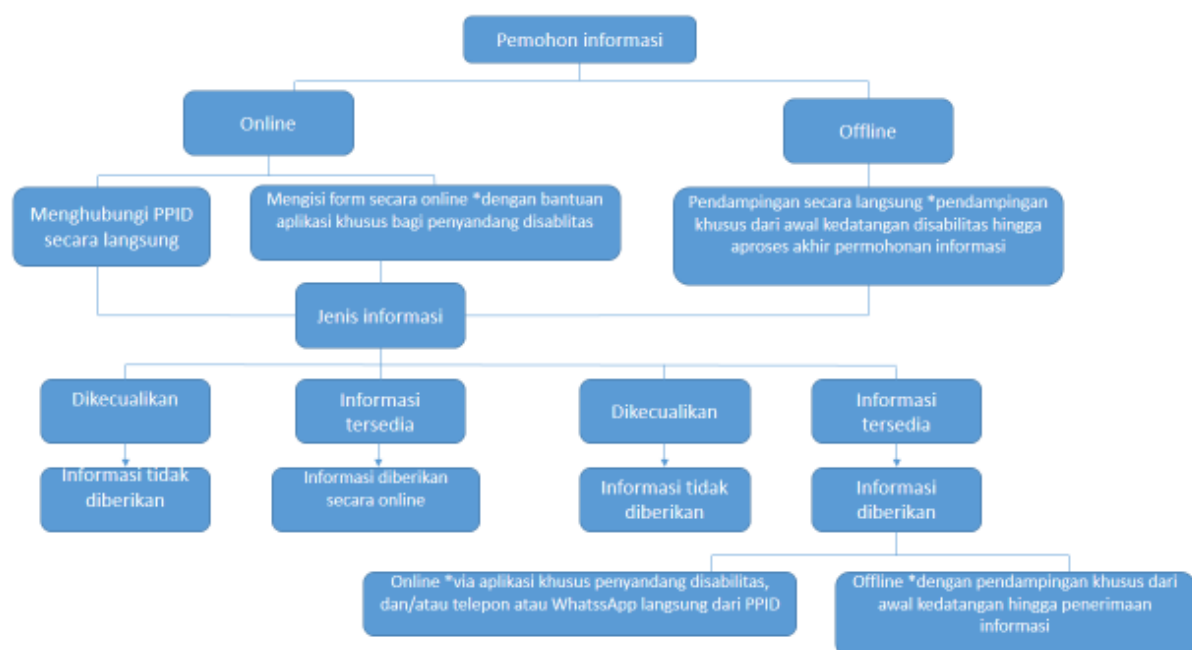 Pemohon informasi
Online
Offline
Menghubungi PPID
secara langsung
Mengisi form secara online *dengan bantuan
aplikasi khusus bagi penyandang disablitas
Pendampingan secara langsung *pendampingan
khusus dari awal kedatangan disabilitas hingga
aproses akhir permohonan informasi
Jenis informasi
Dikecualikan
Informasi
tersedia
Dikecualikan
Informasi
tersedia
Informasi tidak
diberikan
Informasi diberikan
secara online
Informasi tidak
diberikan
Informasi
diberikan
Online *via aplikasi khusus penyandang disabilitas,
dan/atau telepon atau WhatssApp langsung dari PPID
Offline *dengan pendampingan khusus dari
awal kedatangan hingga penerimaan
informasi